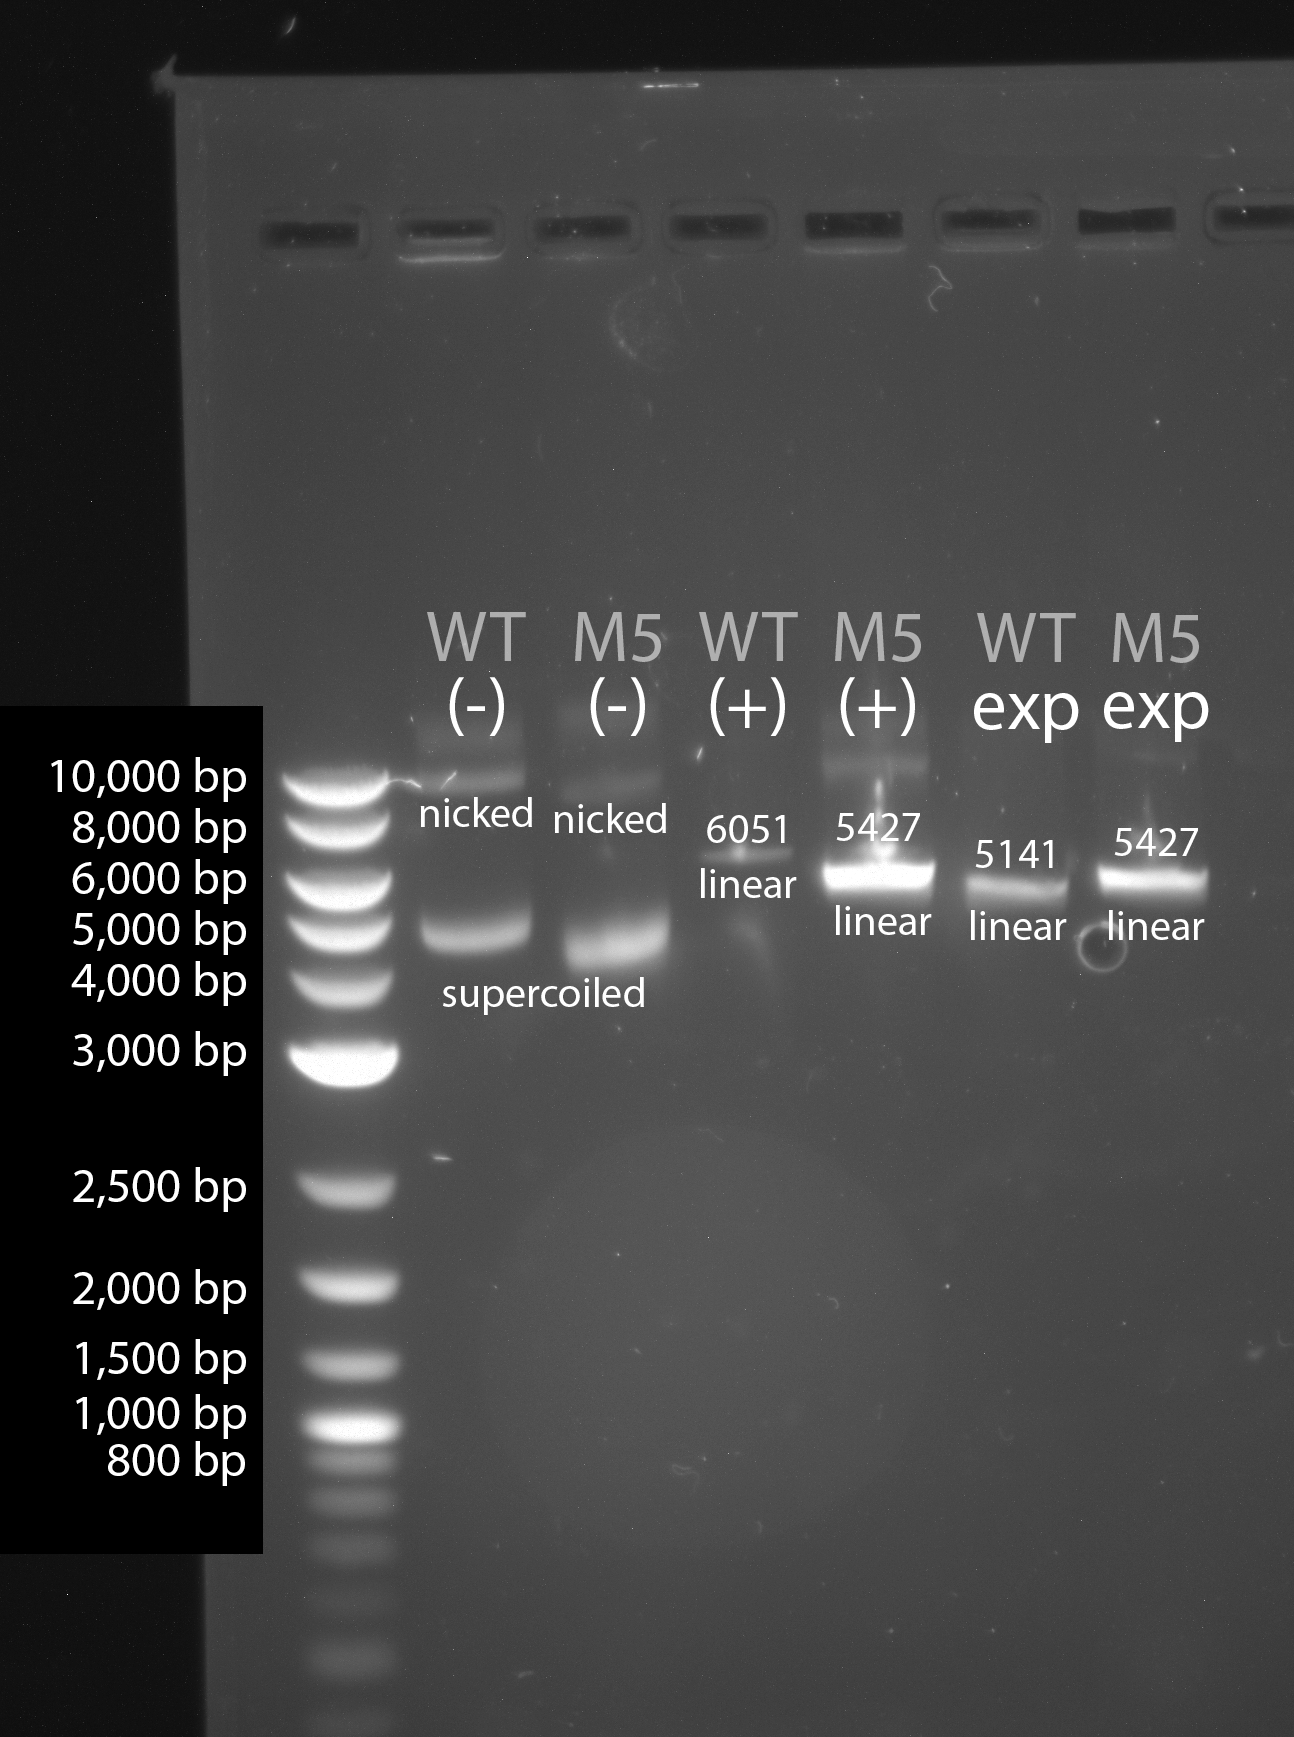 WT M5 WT M5 WT M5
(-) (-) (+) (+) exp exp
10,000 bp
8,000 bp
6,000 bp
5,000 bp
4,000 bp
3,000 bp
2,500 bp
2,000 bp
1,500 bp
1,000 bp
800 bp
nicked
nicked
supercoiled
6051
linear
5427
linear
5141
linear
5427
linear